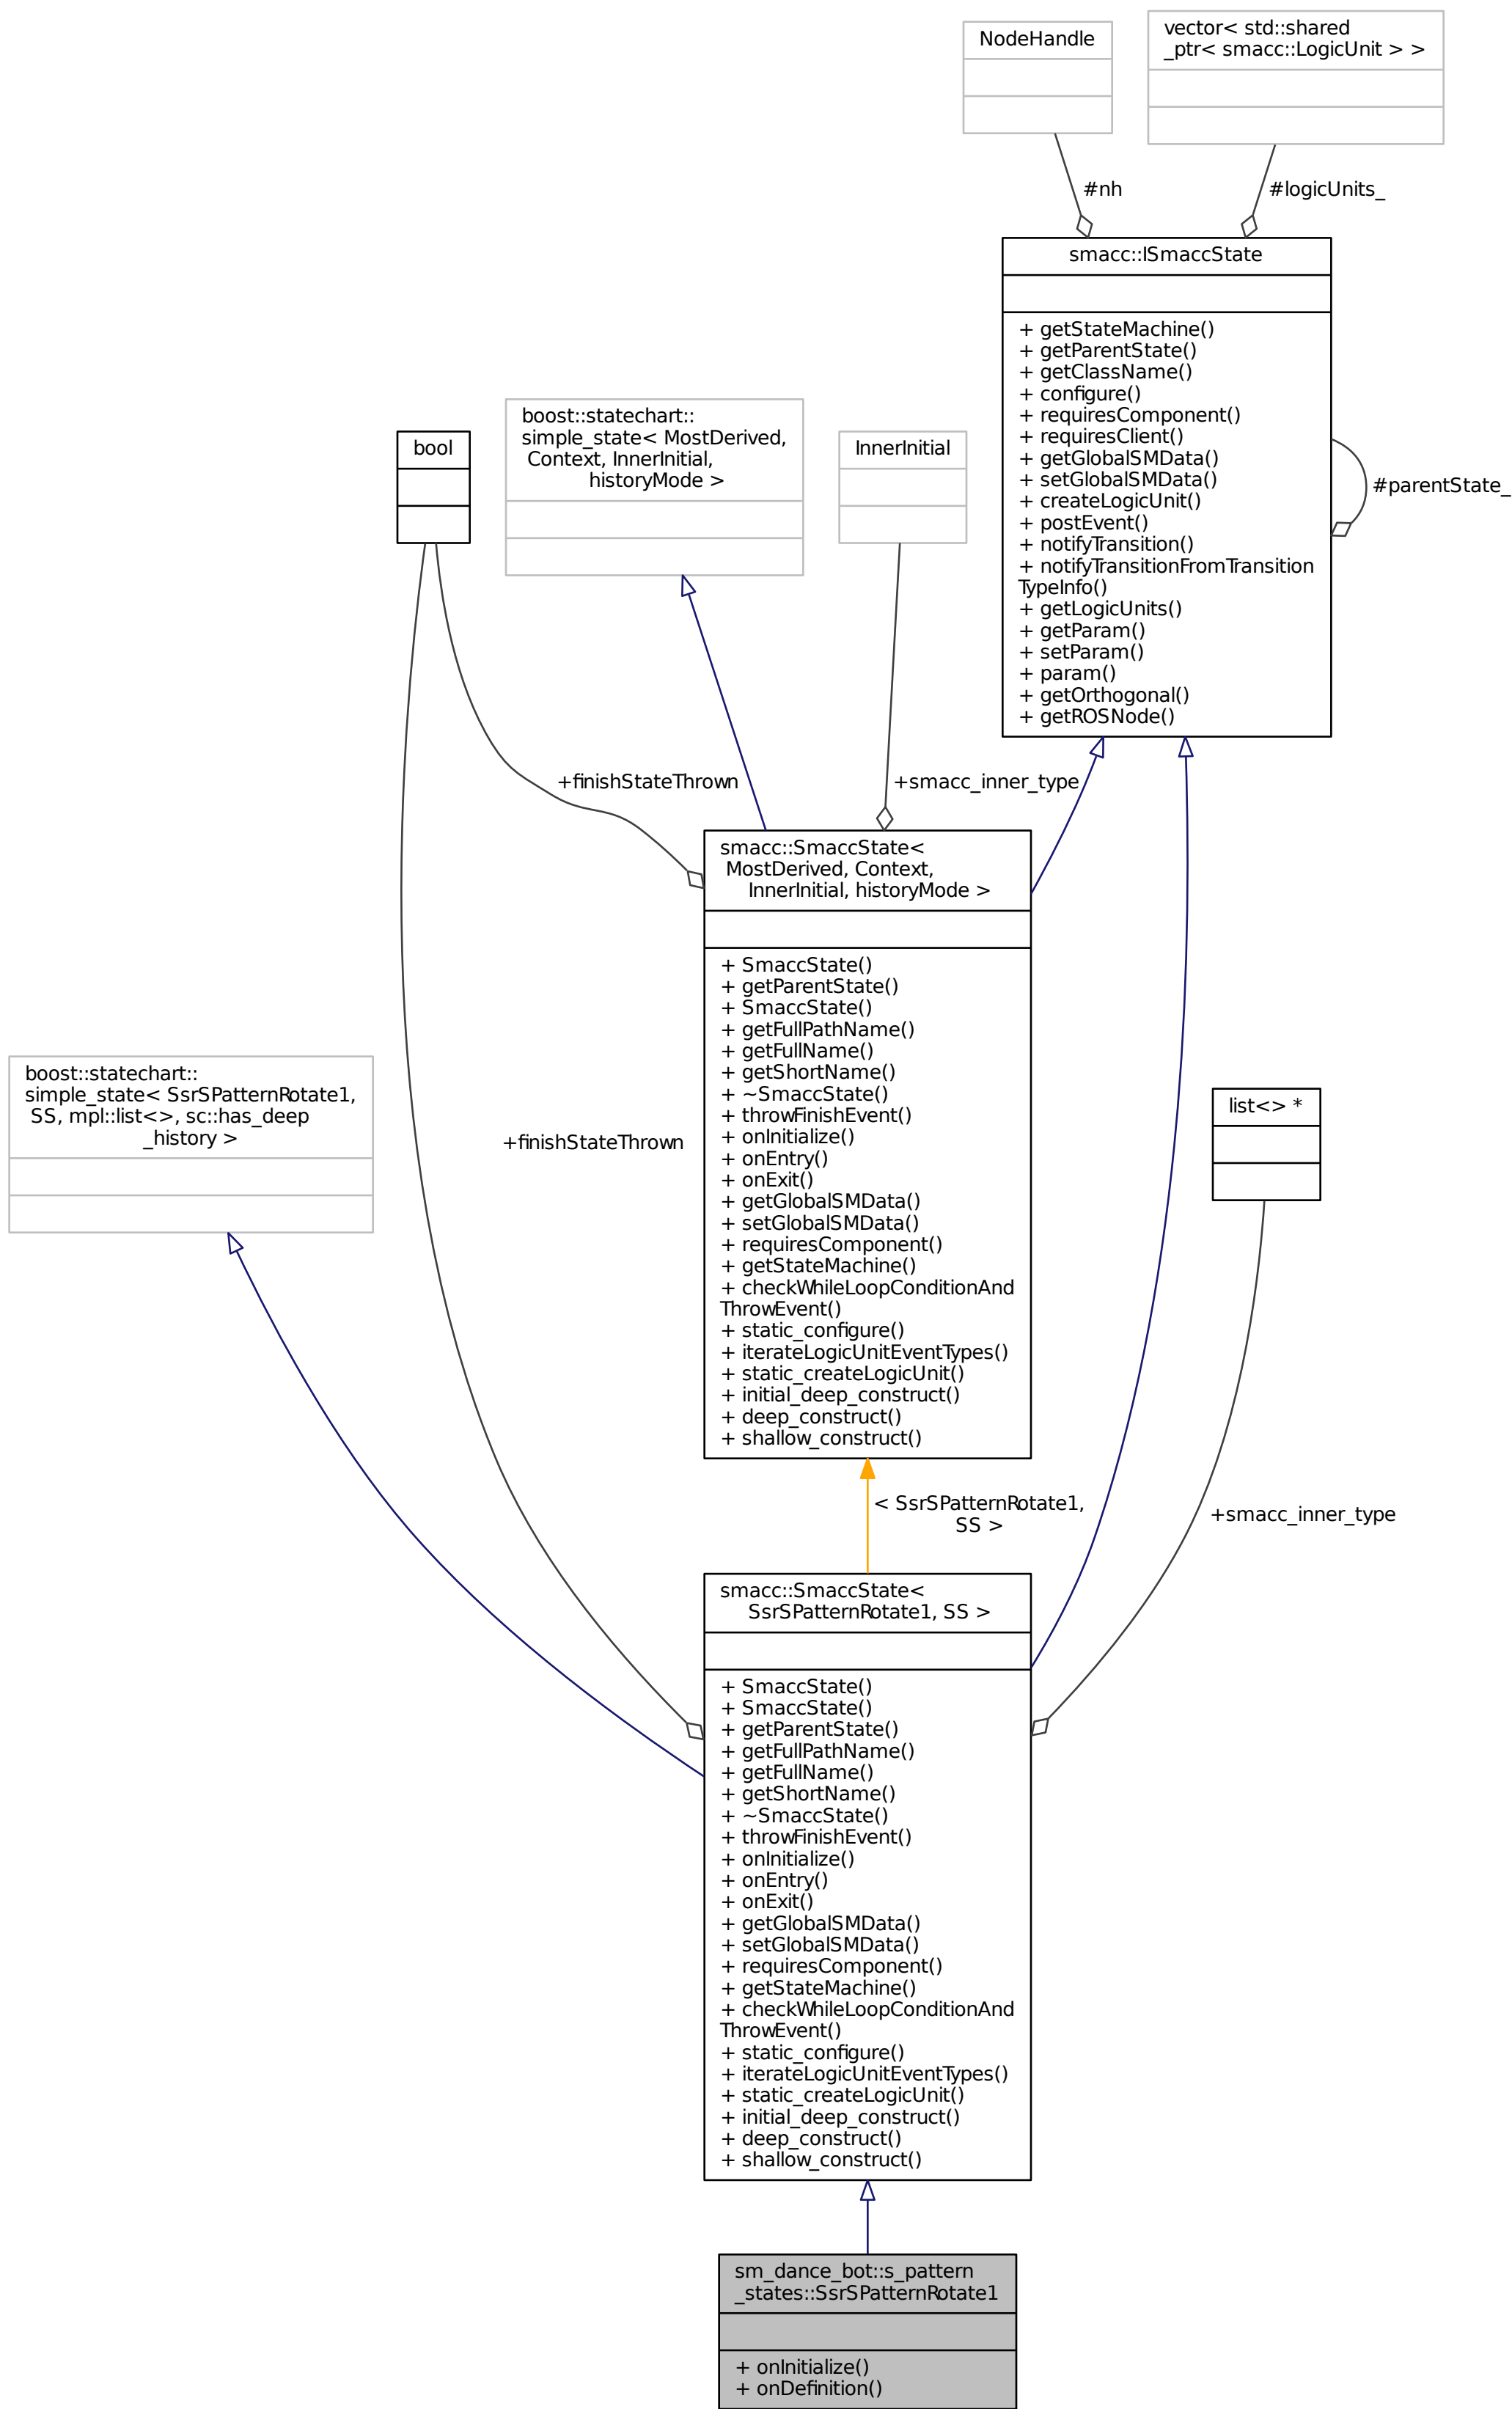 NodeHandle
vector< std::shared
_ptr< smacc::LogicUnit > >
#nh
#logicUnits_
smacc::ISmaccState
+ getStateMachine()
+ getParentState()
+ getClassName()
+ configure()
+ requiresComponent()
+ requiresClient()
+ getGlobalSMData()
+ setGlobalSMData()
+ createLogicUnit()
+ postEvent()
+ notifyTransition()
+ notifyTransitionFromTransition
TypeInfo()
+ getLogicUnits()
+ getParam()
+ setParam()
+ param()
+ getOrthogonal()
+ getROSNode()
#parentState_
bool
boost::statechart::
simple_state< MostDerived,
Context, InnerInitial,
historyMode >
InnerInitial
+finishStateThrown
+smacc_inner_type
smacc::SmaccState<
MostDerived, Context,
InnerInitial, historyMode >
+ SmaccState()
+ getParentState()
+ SmaccState()
+ getFullPathName()
+ getFullName()
+ getShortName()
+ ~SmaccState()
+ throwFinishEvent()
+ onInitialize()
+ onEntry()
+ onExit()
+ getGlobalSMData()
+ setGlobalSMData()
+ requiresComponent()
+ getStateMachine()
+ checkWhileLoopConditionAnd
ThrowEvent()
+ static_configure()
+ iterateLogicUnitEventTypes()
+ static_createLogicUnit()
+ initial_deep_construct()
+ deep_construct()
+ shallow_construct()
boost::statechart::
simple_state< SsrSPatternRotate1,
SS, mpl::list<>, sc::has_deep
_history >
+finishStateThrown
list<> *
< SsrSPatternRotate1,
SS >
+smacc_inner_type
smacc::SmaccState<
SsrSPatternRotate1, SS >
+ SmaccState()
+ SmaccState()
+ getParentState()
+ getFullPathName()
+ getFullName()
+ getShortName()
+ ~SmaccState()
+ throwFinishEvent()
+ onInitialize()
+ onEntry()
+ onExit()
+ getGlobalSMData()
+ setGlobalSMData()
+ requiresComponent()
+ getStateMachine()
+ checkWhileLoopConditionAnd
ThrowEvent()
+ static_configure()
+ iterateLogicUnitEventTypes()
+ static_createLogicUnit()
+ initial_deep_construct()
+ deep_construct()
+ shallow_construct()
sm_dance_bot::s_pattern
_states::SsrSPatternRotate1
+ onInitialize()
+ onDefinition()